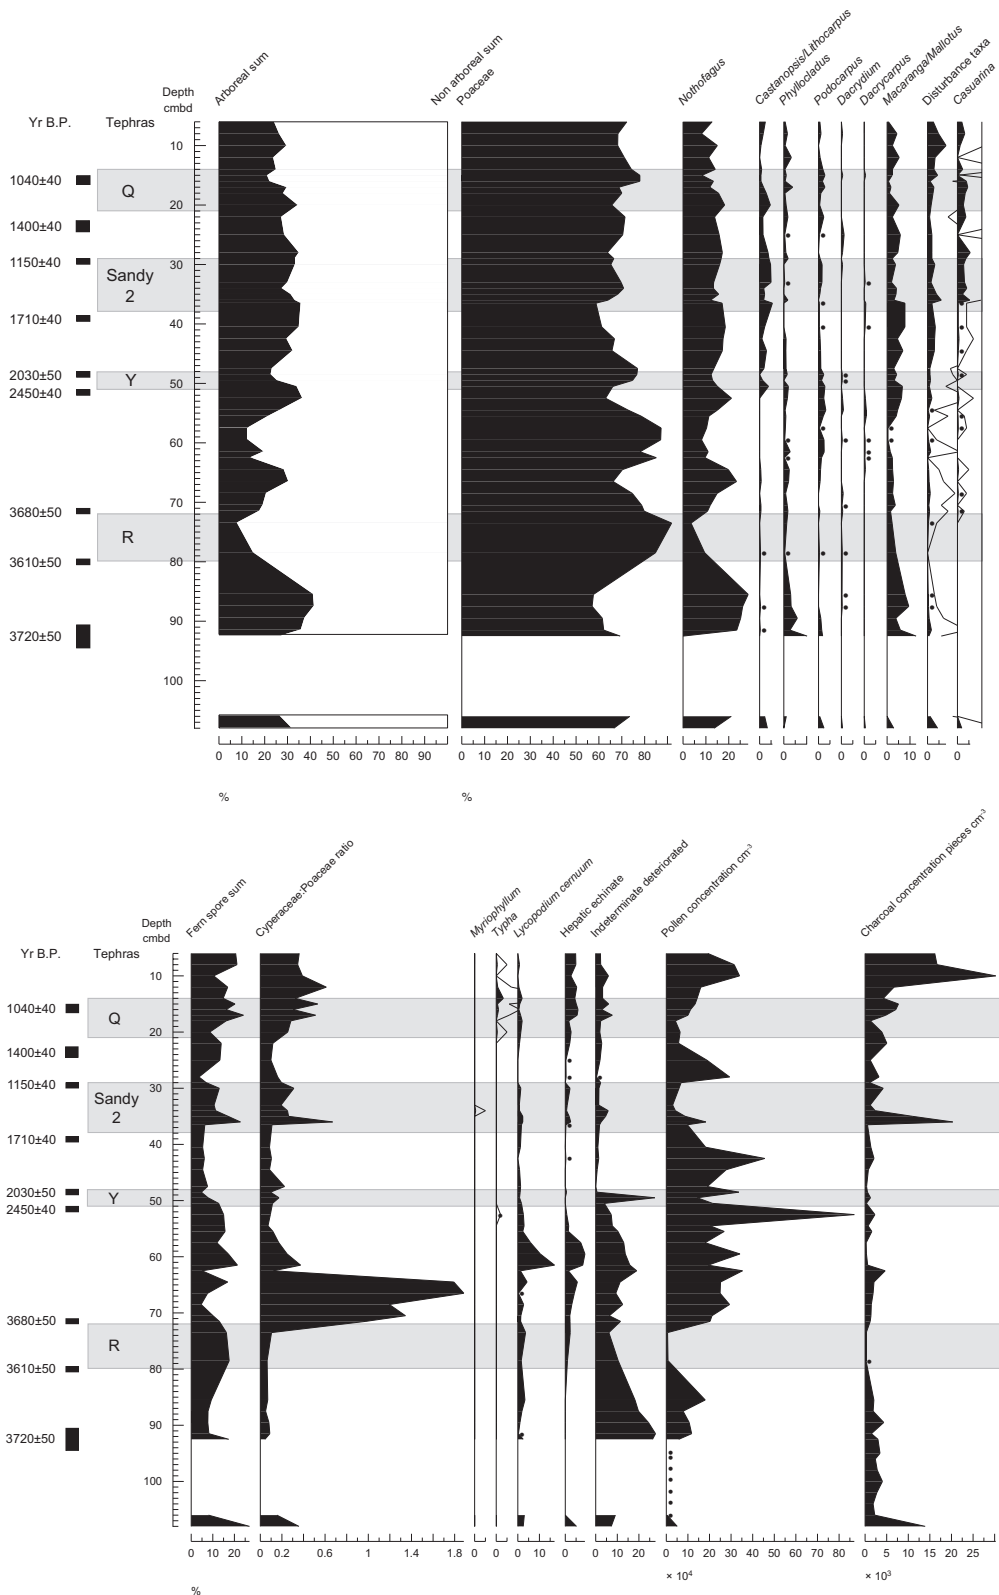 Arboreal sum
Non arboreal sum
Poaceae
Nothofagus
Castanopsis/Lithocarpus
Phyllocladus
Podocarpus
Dacrydium
Dacrycarpus
Macaranga/Mallotus
Disturbance taxa
Casuarina
Yr B.P.
Tephras
Depth
cmbd
10
20
30
40
50
60
70
80
90
100
1040±40
1400±40
1150±40
1710±40
2030±50
2450±40
3680±50
3610±50
3720±50
Q
Sandy
2
Y
R
0 10 20 30 40 50 60 70 80 90
0 10 20 30 40 50 60 70 80
0 20
0
0
0
0
0
0
0
0
%
%
Fern spore sum
Cyperaceae:Poaceae ratio
Myriophyllum
Typha
Lycopodium cernuum
Hepatic echinate
Indeterminate deteriorated
Pollen concentration cm⁻³
Charcoal concentration pieces cm⁻³
Yr B.P.
Tephras
Depth
cmbd
10
20
30
40
50
60
70
80
90
100
1040±40
1400±40
1150±40
1710±40
2030±50
2450±40
3680±50
3610±50
3720±50
Q
Sandy
2
Y
R
0 10 20
0 0.2 0.6 1 1.4 1.8
0
0
0 10
0
0 10 20
0 10 20 30 40 50 60 80
0 5 10 15 20 25
× 10⁴
× 10³
%